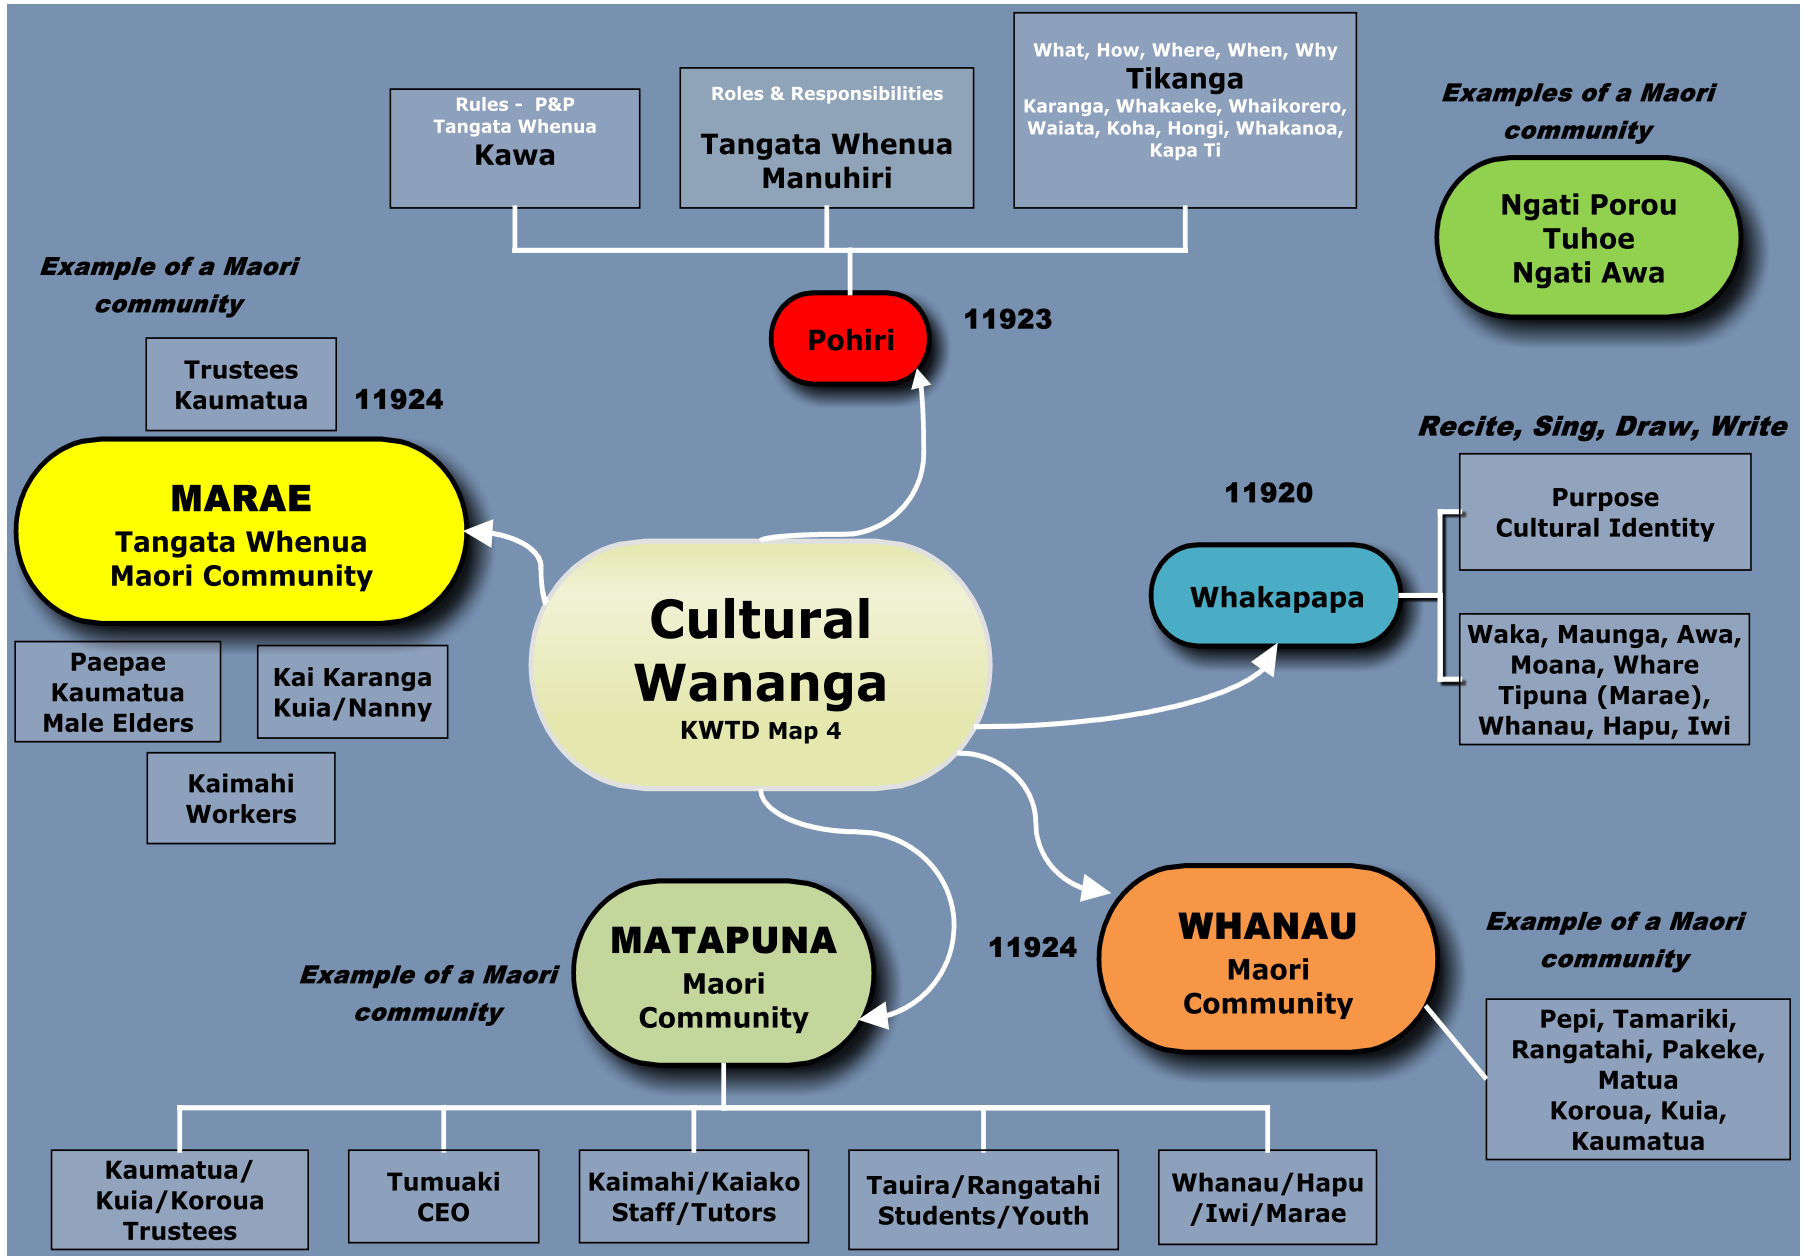 What, How, Where, When, Why
Tikanga
Karanga, Whakaeke, Whaikorero,
Waiata, Koha, Hongi, Whakanoa,
Kapa Ti
Roles & Responsibilities
Tangata Whenua
Manuhiri
Rules -  P&P
Tangata Whenua
Kawa
Examples of a Maori
community
Ngati Porou
Tuhoe
Ngati Awa
Example of a Maori
community
Pohiri
11923
Trustees
Kaumatua
11924
MARAE
Tangata Whenua
Maori Community
Paepae
Kaumatua
Male Elders
Kai Karanga
Kuia/Nanny
Kaimahi
Workers
Cultural
Wananga
KWTD Map 4
Recite, Sing, Draw, Write
11920
Purpose
Cultural Identity
Whakapapa
Waka, Maunga, Awa,
Moana, Whare
Tipuna (Marae),
Whanau, Hapu, Iwi
MATAPUNA
Maori
Community
Example of a Maori
community
11924
WHANAU
Maori
Community
Example of a Maori
community
Pepi, Tamariki,
Rangatahi, Pakeke,
Matua
Koroua, Kuia,
Kaumatua
Kaumatua/
Kuia/Koroua
Trustees
Tumuaki
CEO
Kaimahi/Kaiako
Staff/Tutors
Tauira/Rangatahi
Students/Youth
Whanau/Hapu
/Iwi/Marae